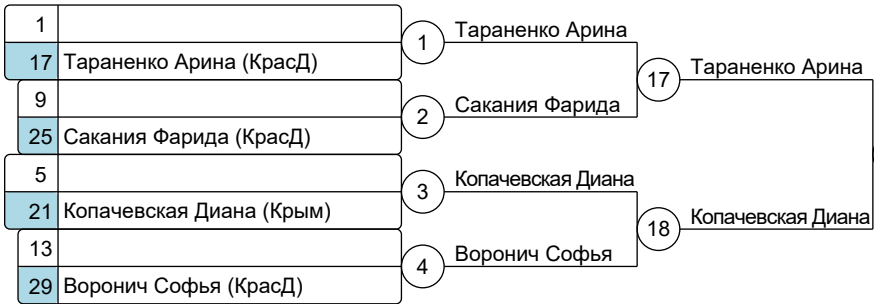 1
Тараненко Арина
1
17 Тараненко Арина (КрасД)
17
Тараненко Арина
9
2
Сакания Фарида
25 Сакания Фарида (КрасД)
5
3
Копачевская Диана
21 Копачевская Диана (Крым)
18
Копачевская Диана
13
4
Воронич Софья
29 Воронич Софья (КрасД)